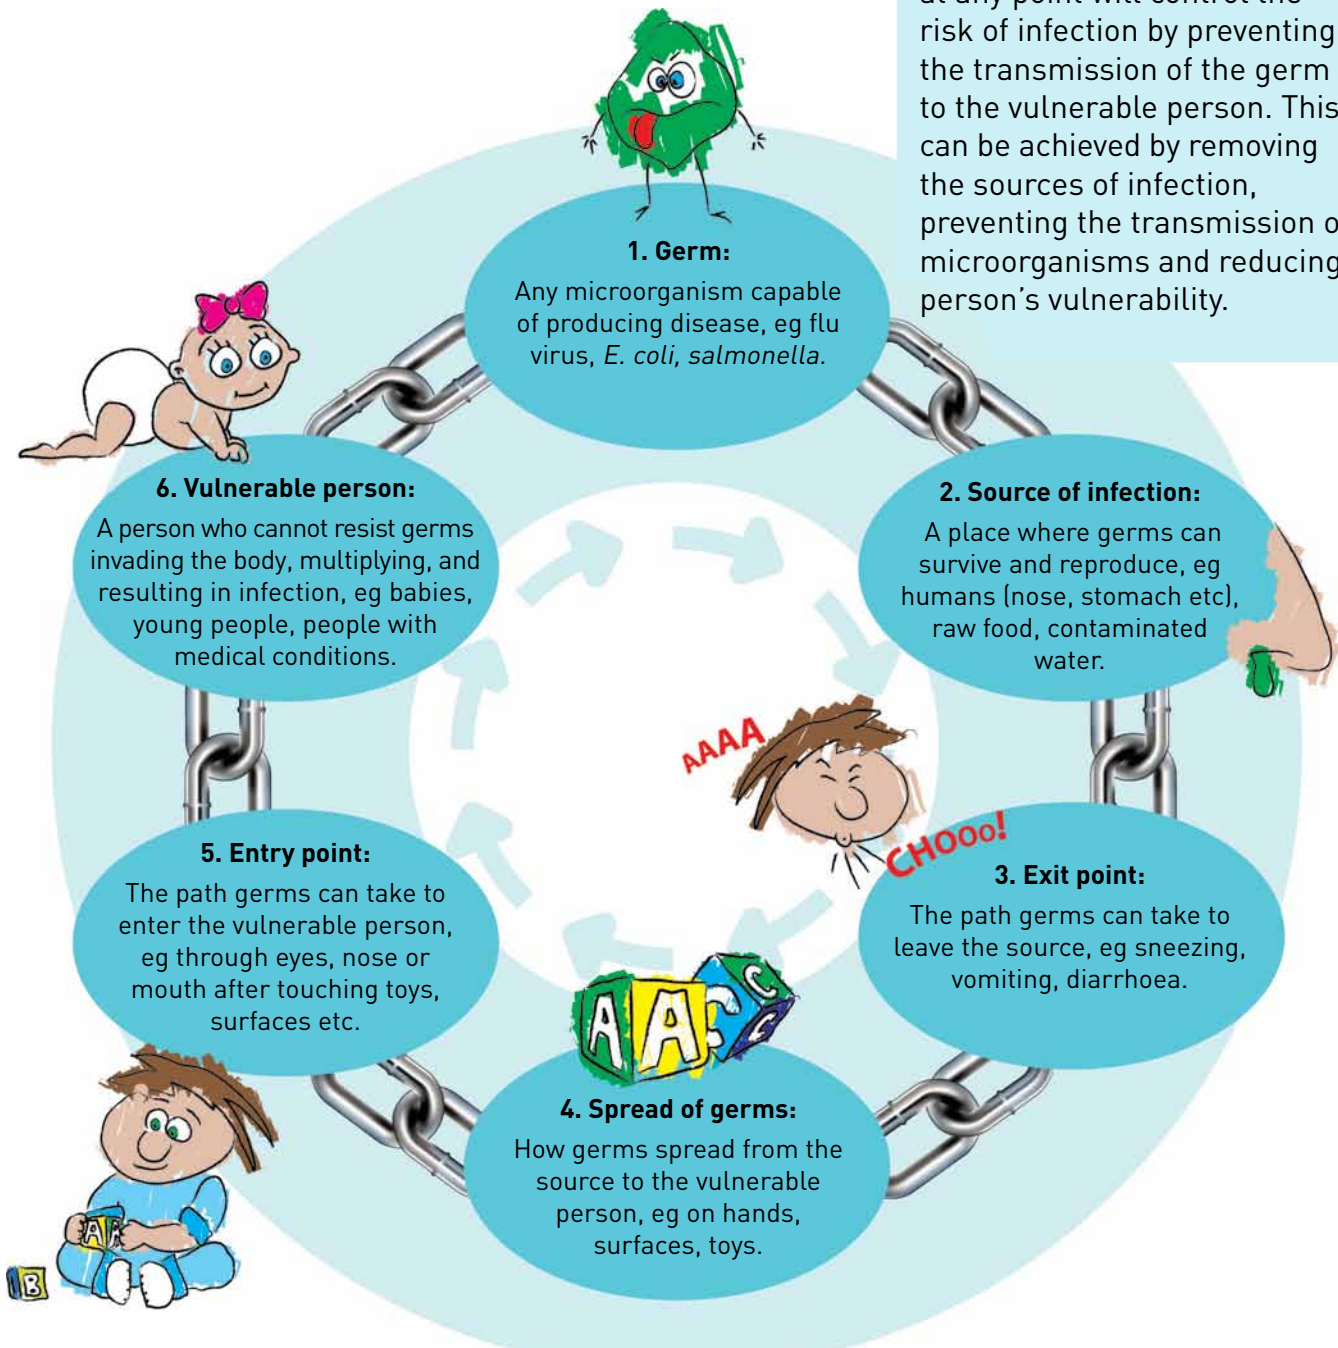 risk of infection by preventing
the transmission of the germ
to the vulnerable person. This
can be achieved by removing
the sources of infection,
preventing the transmission
microorganisms and reducing
person’s vulnerability.
1. Germ:
Any microorganism capable
of producing disease, eg flu
virus, E. coli, salmonella.
2. Source of infection:
A place where germs can
survive and reproduce, eg
humans (nose, stomach etc),
raw food, contaminated
water.
AAAA
CHOOo!
3. Exit point:
The path germs can take to
leave the source, eg sneezing,
vomiting, diarrhoea.
A A C C C
4. Spread of germs:
How germs spread from the
source to the vulnerable
person, eg on hands,
surfaces, toys.
5. Entry point:
The path germs can take to
enter the vulnerable person,
eg through eyes, nose or
mouth after touching toys,
surfaces etc.
A A
B
6. Vulnerable person:
A person who cannot resist germs
invading the body, multiplying, and
resulting in infection, eg babies,
young people, people with
medical conditions.